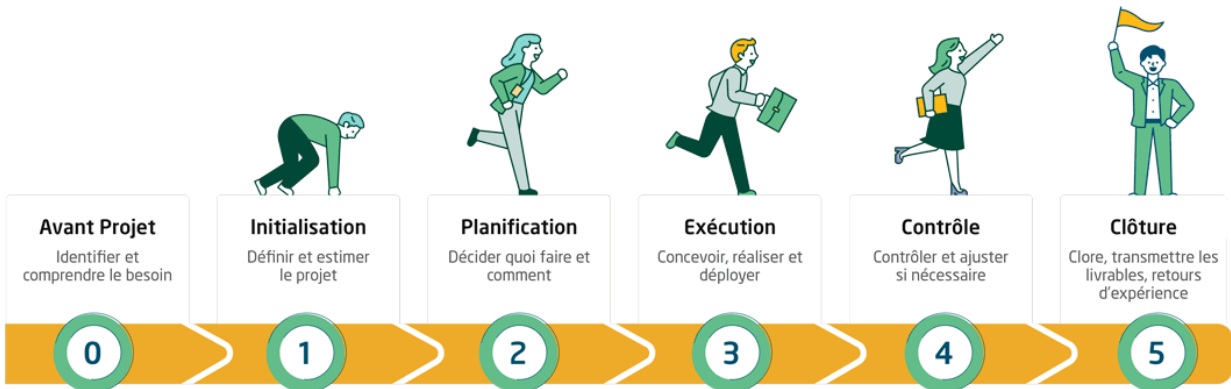 Avant Projet
Identifier et
comprendre le besoin
Initialisation
Définir et estimer
le projet
Planification
Décider quoi faire et
comment
Exécution
Concevoir, réaliser et
déployer
Contrôle
Contrôler et ajuster
si nécessaire
Clôture
Clore, transmettre les
livrables, retours
d'expérience
0
1
2
3
4
5